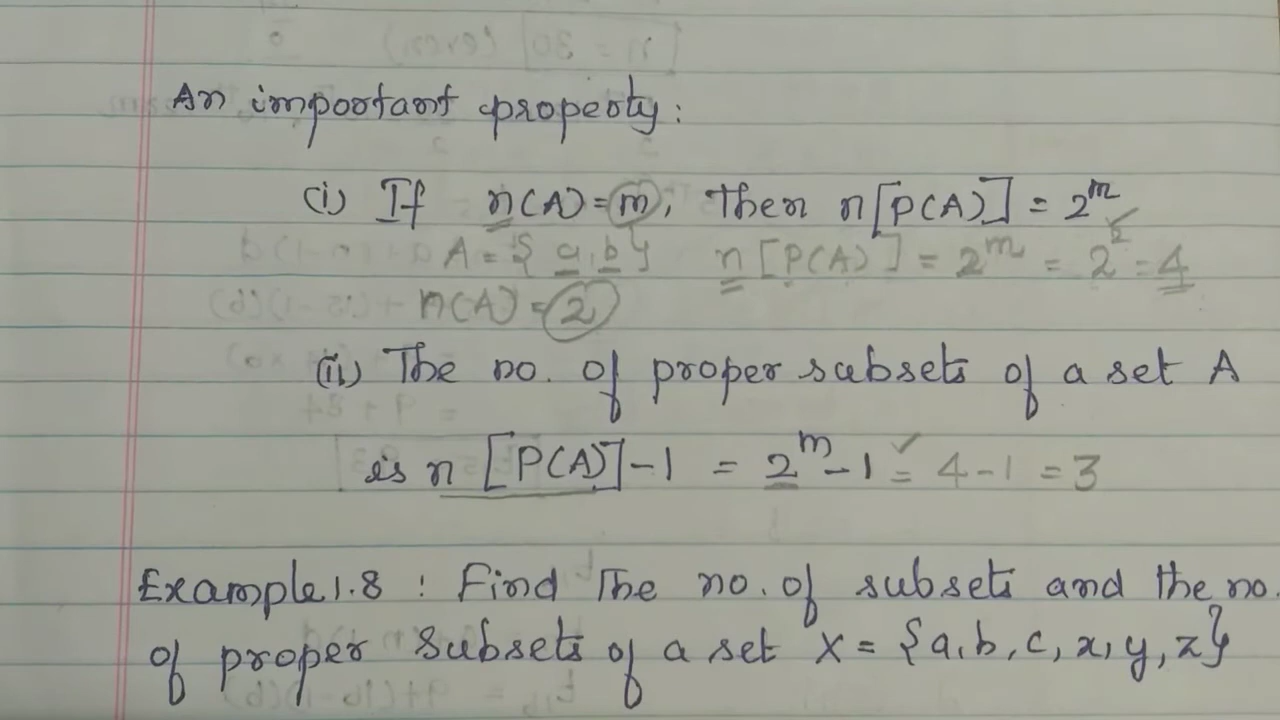 An important property:
(i) If n(A) = m, Then n[P(A)] = 2^m
A = {a, b} n[P(A)] = 2^m = 2^2 = 4
n(A) = 2
(ii) The no. of proper subsets of a set A
is n [P(A)] - 1 = 2^m - 1 = 4 - 1 = 3
Example 1.8 : Find The no. of subsets and the no.
of proper subsets of a set X = {a, b, c, x, y, z}